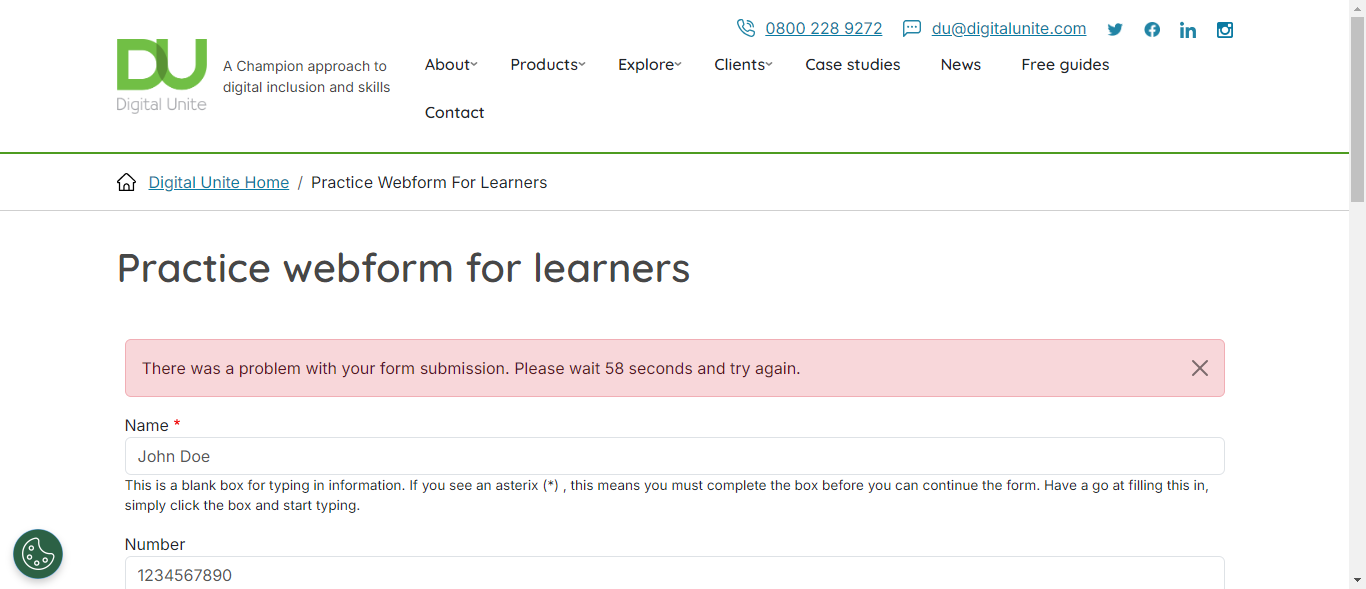 0800 228 9272
du@digitalunite.com
DU
Digital Unite
A Champion approach to
digital inclusion and skills
About
Products
Explore
Clients
Case studies
News
Free guides
Contact
Digital Unite Home / Practice Webform For Learners
Practice webform for learners
There was a problem with your form submission. Please wait 58 seconds and try again.
Name *
John Doe
This is a blank box for typing in information. If you see an asterix (*) , this means you must complete the box before you can continue the form. Have a go at filling this in,
simply click the box and start typing.
Number
1234567890